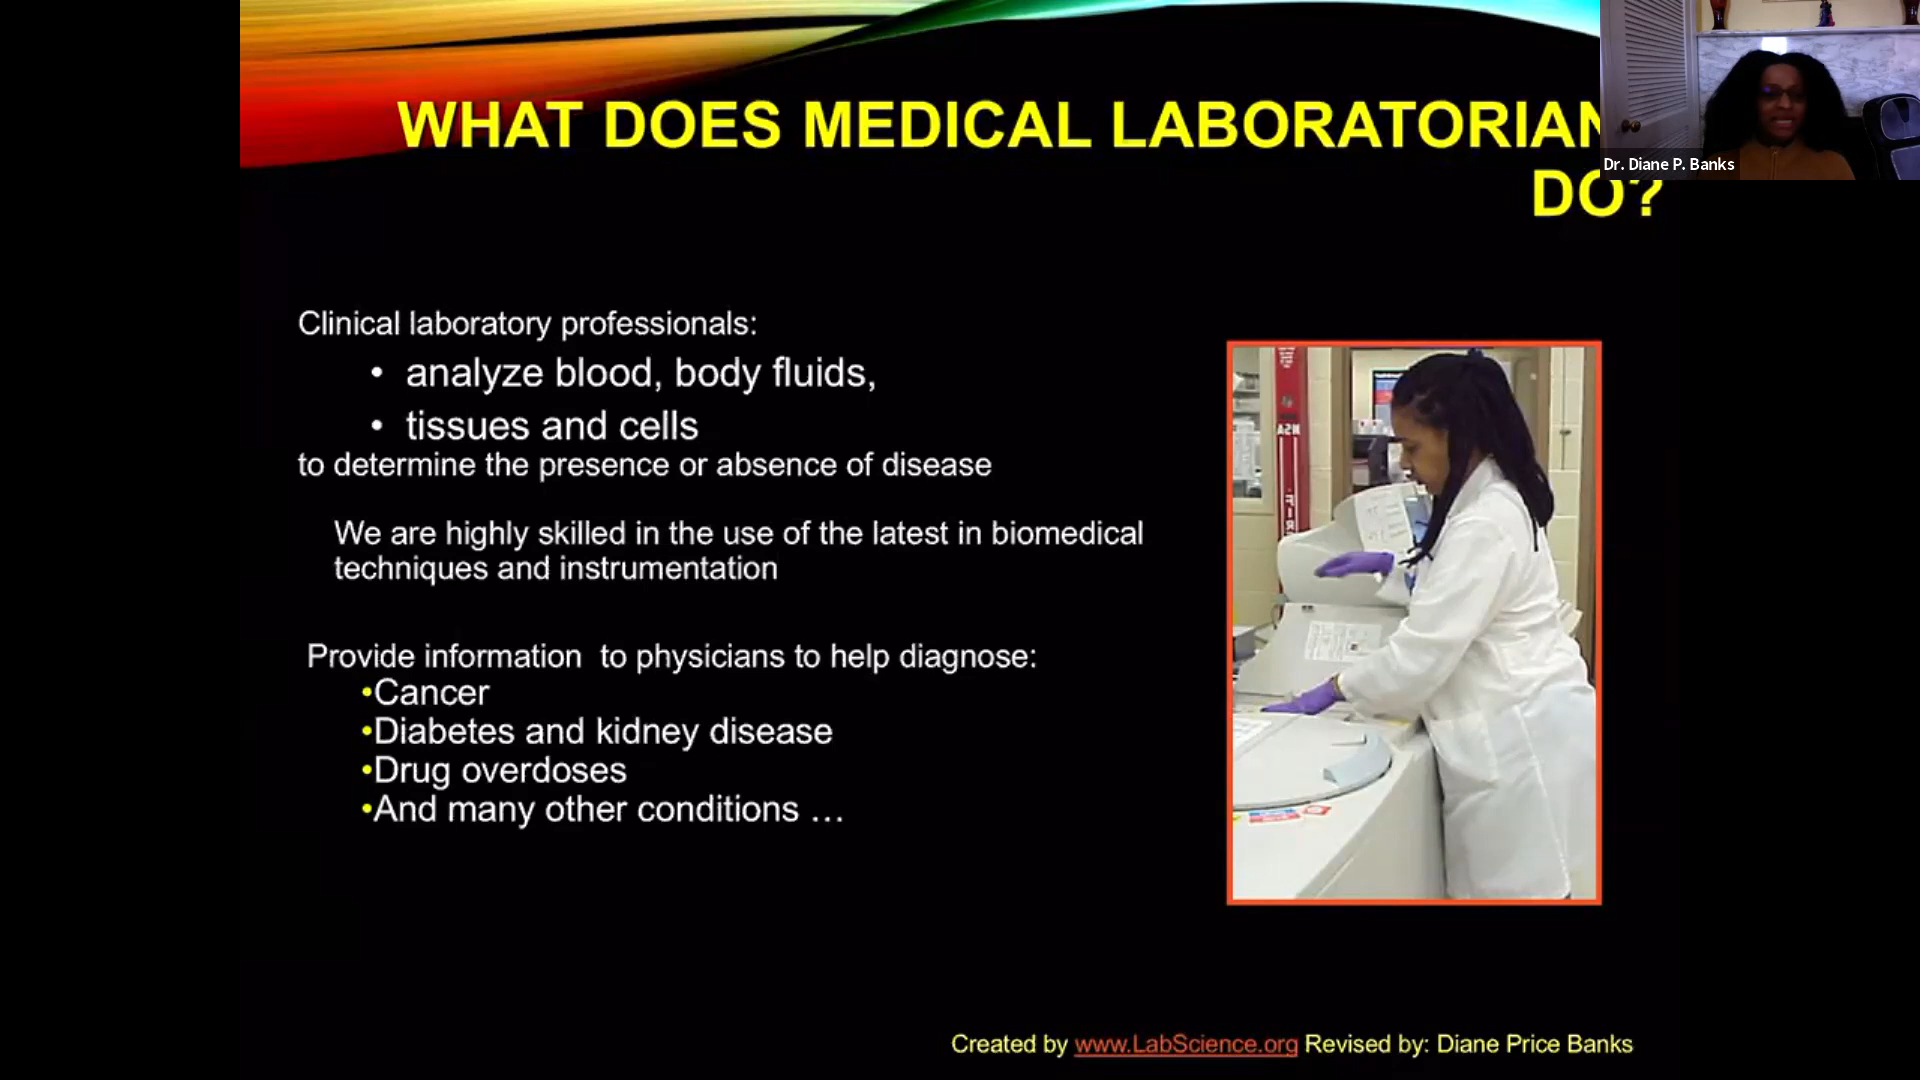 WHAT DOES MEDICAL LABORATORIAN
DO?
Dr. Diane P. Banks
Clinical laboratory professionals:
• analyze blood, body fluids,
• tissues and cells
to determine the presence or absence of disease
We are highly skilled in the use of the latest in biomedical
techniques and instrumentation
Provide information to physicians to help diagnose:
•Cancer
•Diabetes and kidney disease
•Drug overdoses
•And many other conditions …
Created by www.LabScience.org Revised by: Diane Price Banks